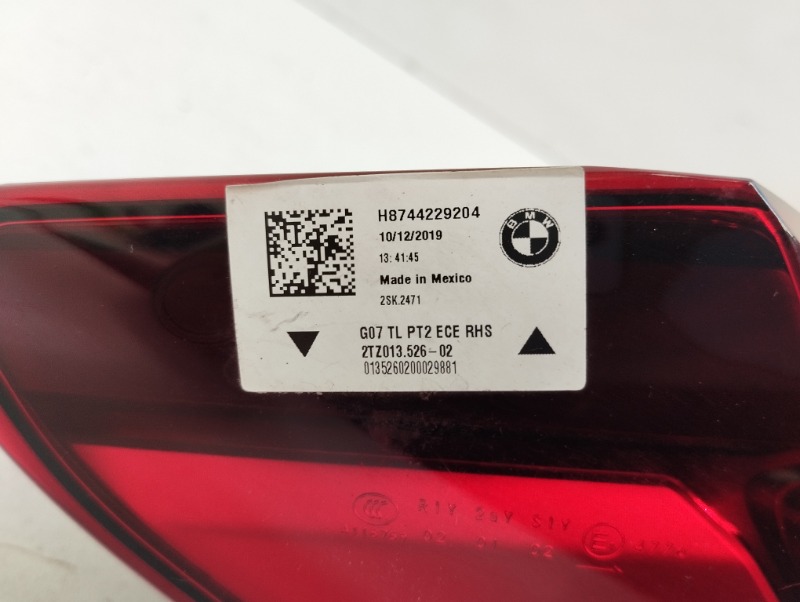 H8744229204
BMW
10/12/2019
13:41:45
Made in Mexico
2SK.2471
G07 TL PT2 ECE RHS
2TZ013.526-02
0135260200029881
CCC
E